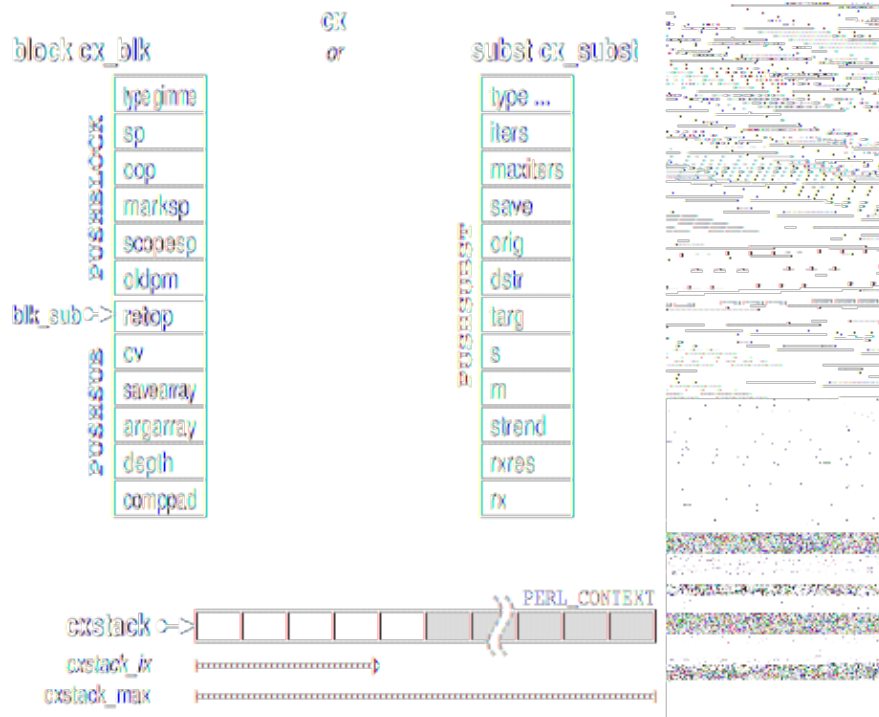 cx
block cx_blk
or
subst cx_subst
type gimme
sp
oop
marksp
scopesp
oldpm
retop
cv
savearray
argarray
depth
comppad
PUSHBLOCK
blk_sub
PUSHSUB
type ...
iters
maxiters
save
orig
dstr
targ
s
m
strend
rxres
rx
PUSHSUBST
PERL_CONTEXT
cxstack
cxstack_ix
cxstack_max